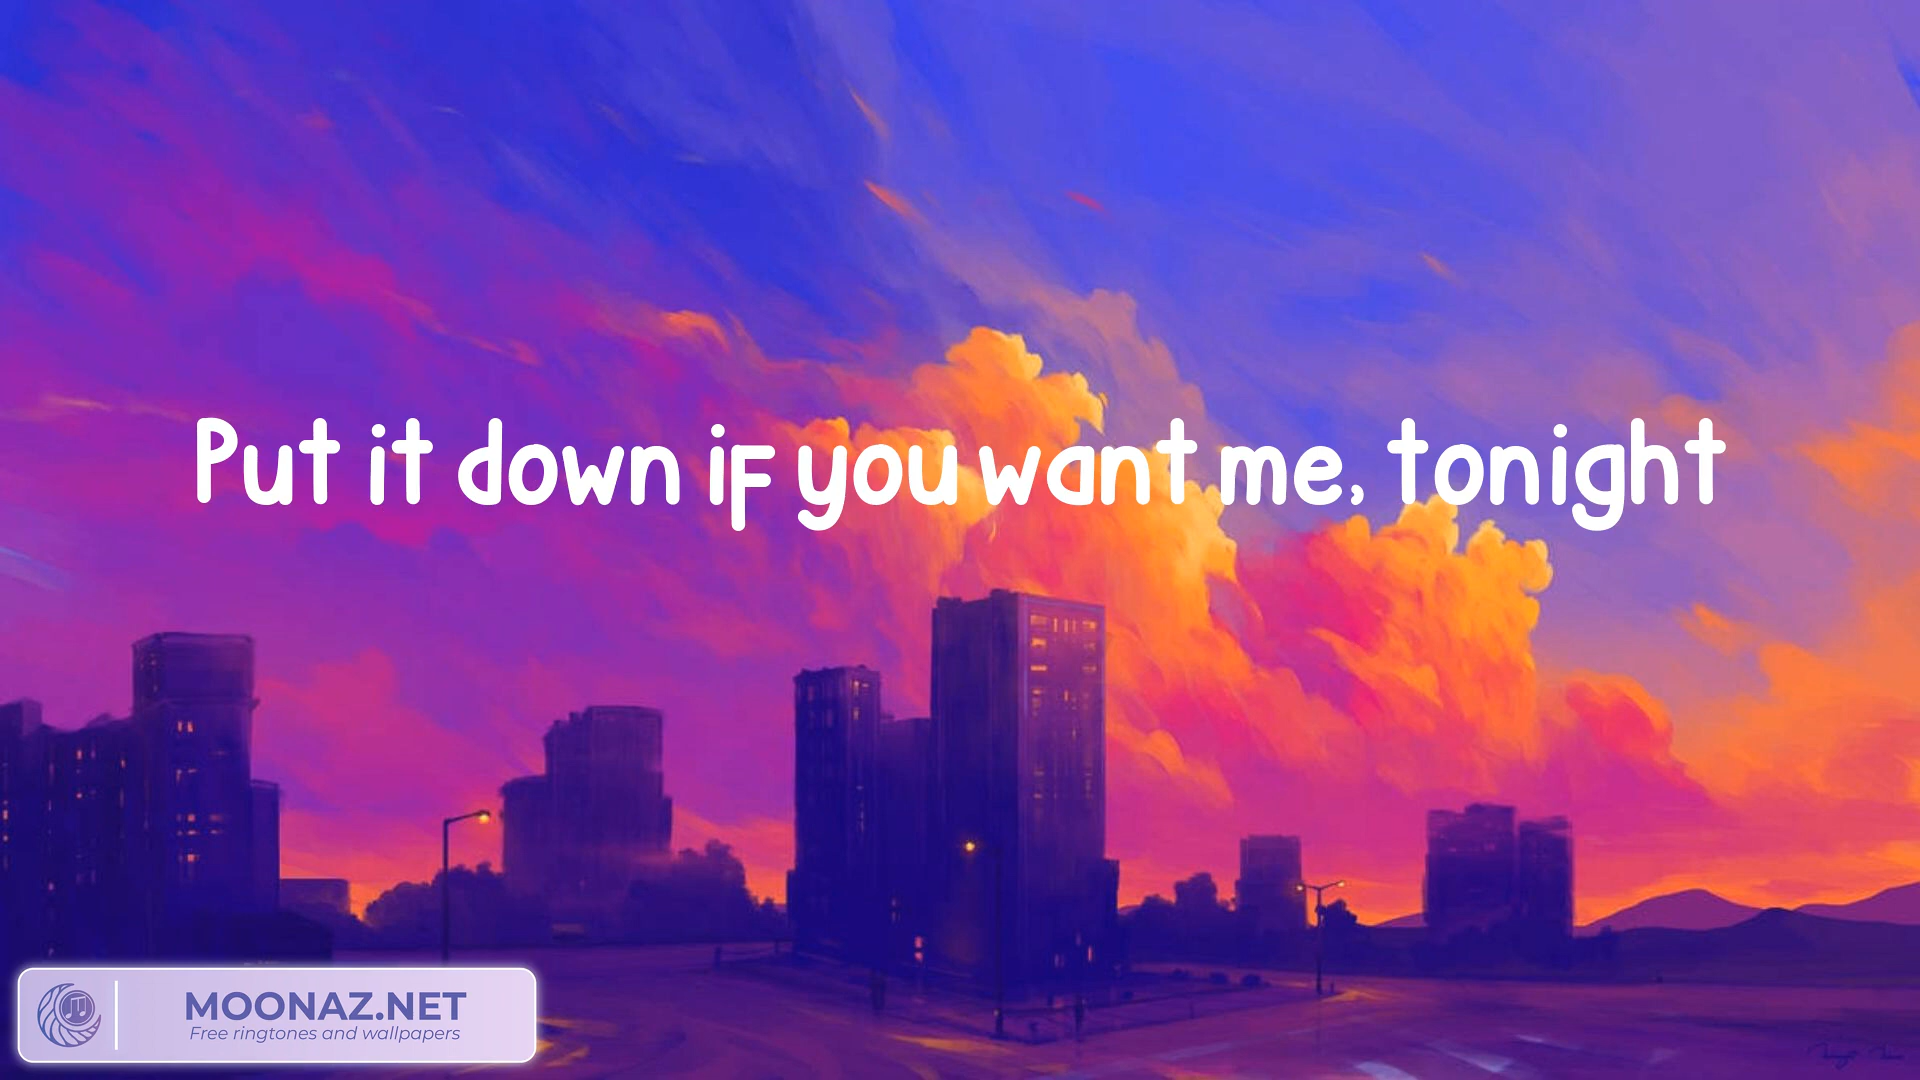 Put it down if you want me, tonight
MOONAZ.NET
Free ringtones and wallpapers